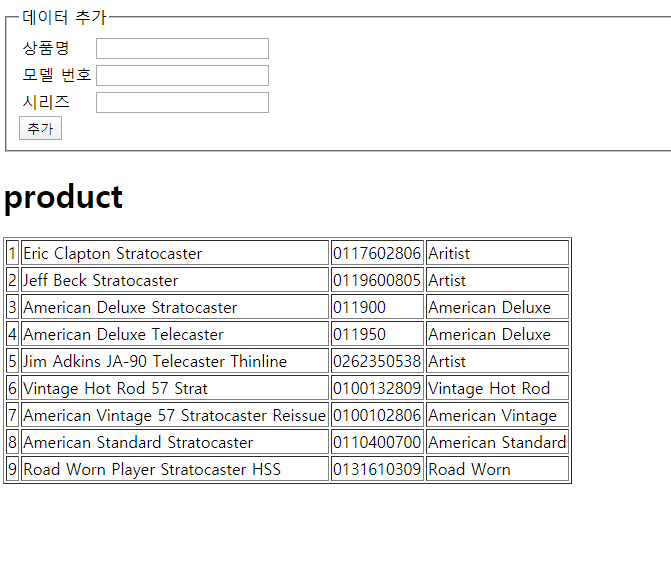 데이터 추가
상품명
모델 번호
시리즈
추가
product
1 Eric Clapton Stratocaster 0117602806 Aritist
2 Jeff Beck Stratocaster 0119600805 Artist
3 American Deluxe Stratocaster 011900 American Deluxe
4 American Deluxe Telecaster 011950 American Deluxe
5 Jim Adkins JA-90 Telecaster Thinline 0262350538 Artist
6 Vintage Hot Rod 57 Strat 0100132809 Vintage Hot Rod
7 American Vintage 57 Stratocaster Reissue 0100102806 American Vintage
8 American Standard Stratocaster 0110400700 American Standard
9 Road Worn Player Stratocaster HSS 0131610309 Road Worn